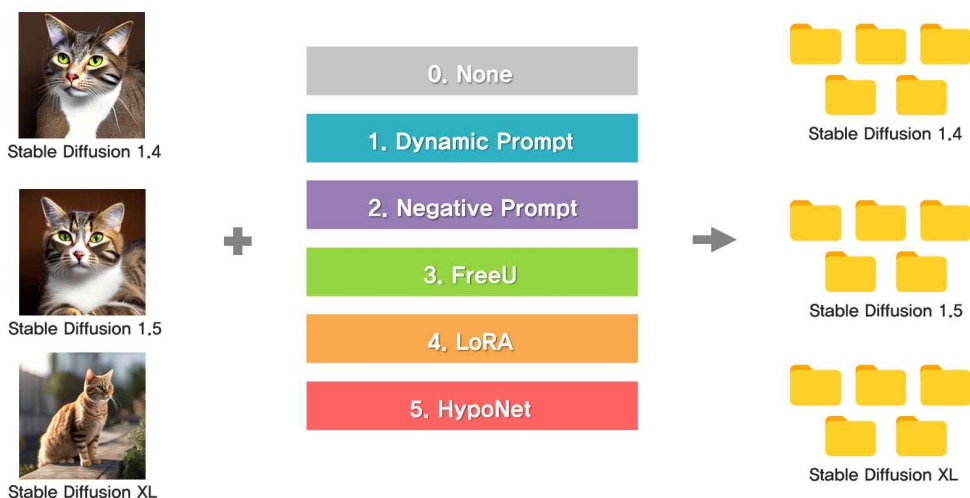 Stable Diffusion 1.4
Stable Diffusion 1.5
Stable Diffusion XL
0. None
1. Dynamic Prompt
2. Negative Prompt
3. FreeU
4. LoRA
5. HypoNet
Stable Diffusion 1.4
Stable Diffusion 1.5
Stable Diffusion XL